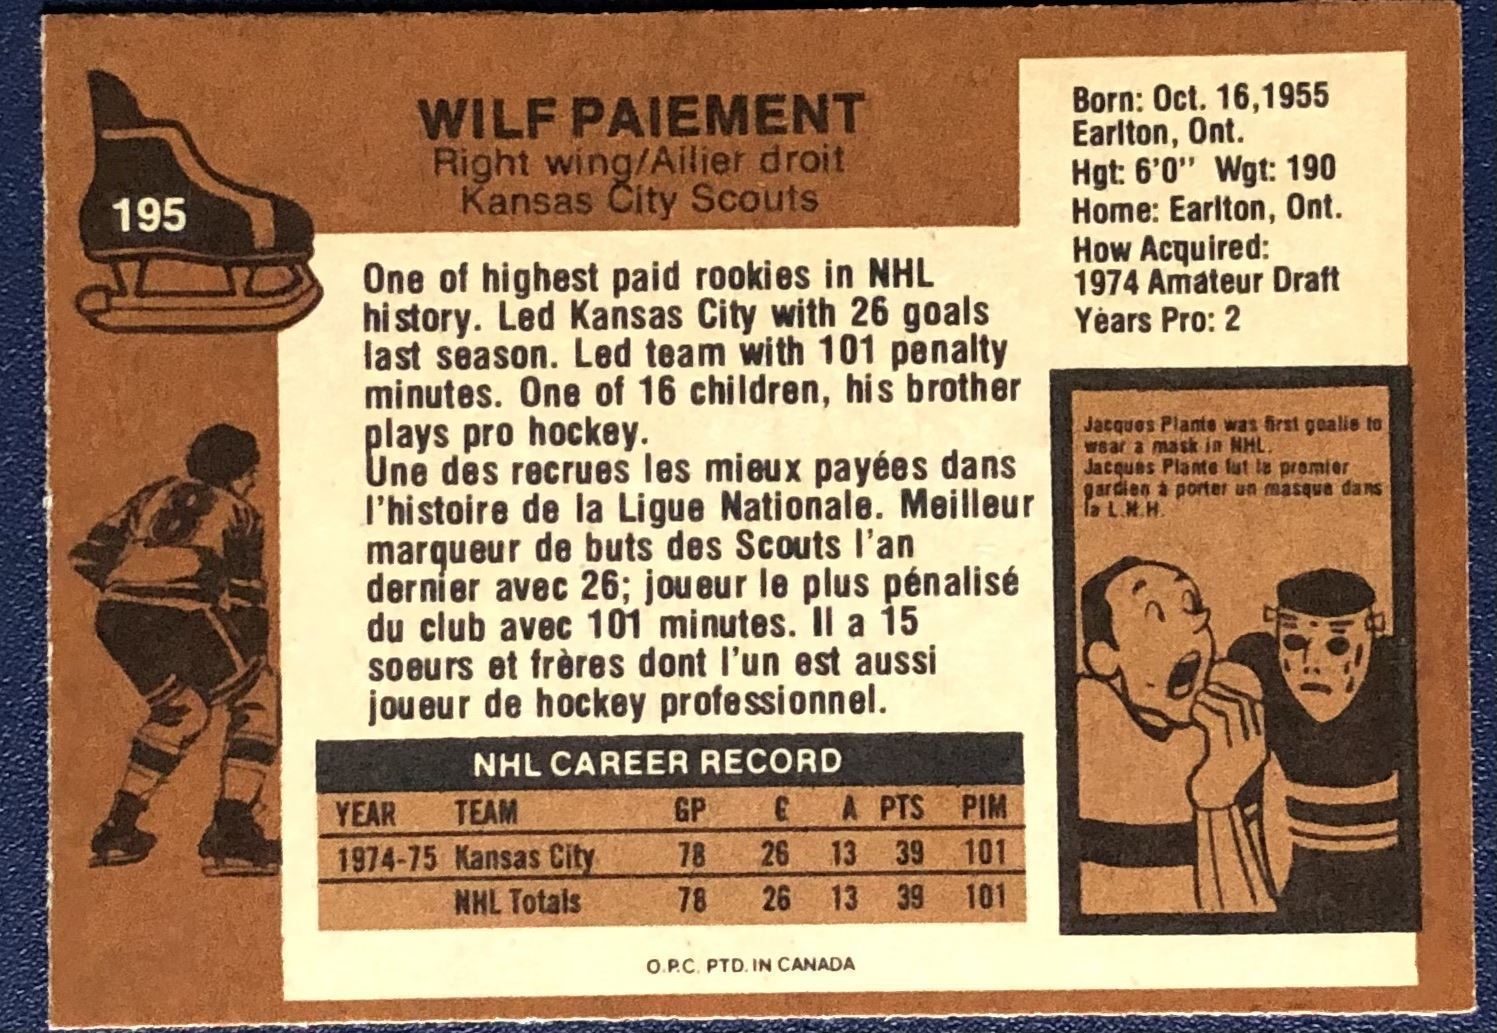 195
WILF PAIEMENT
Right wing/Ailier droit
Kansas City Scouts
Born: Oct. 16,1955
Earlton, Ont.
Hgt: 6'0'' Wgt: 190
Home: Earlton, Ont.
How Acquired:
1974 Amateur Draft
Years Pro: 2
One of highest paid rookies in NHL
history. Led Kansas City with 26 goals
last season. Led team with 101 penalty
minutes. One of 16 children, his brother
plays pro hockey.
Une des recrues les mieux payées dans
l'histoire de la Ligue Nationale. Meilleur
marqueur de buts des Scouts l'an
dernier avec 26; joueur le plus pénalisé
du club avec 101 minutes. Il a 15
soeurs et frères dont l'un est aussi
joueur de hockey professionnel.
8
Jacques Plante was first goalie to
wear a mask in NHL.
Jacques Plante fut le premier
gardien à porter un masque dans
la L.N.H.
NHL CAREER RECORD
YEAR TEAM GP G A PTS PIM
1974-75 Kansas City 78 26 13 39 101
NHL Totals 78 26 13 39 101
O.P.C. PTD. IN CANADA